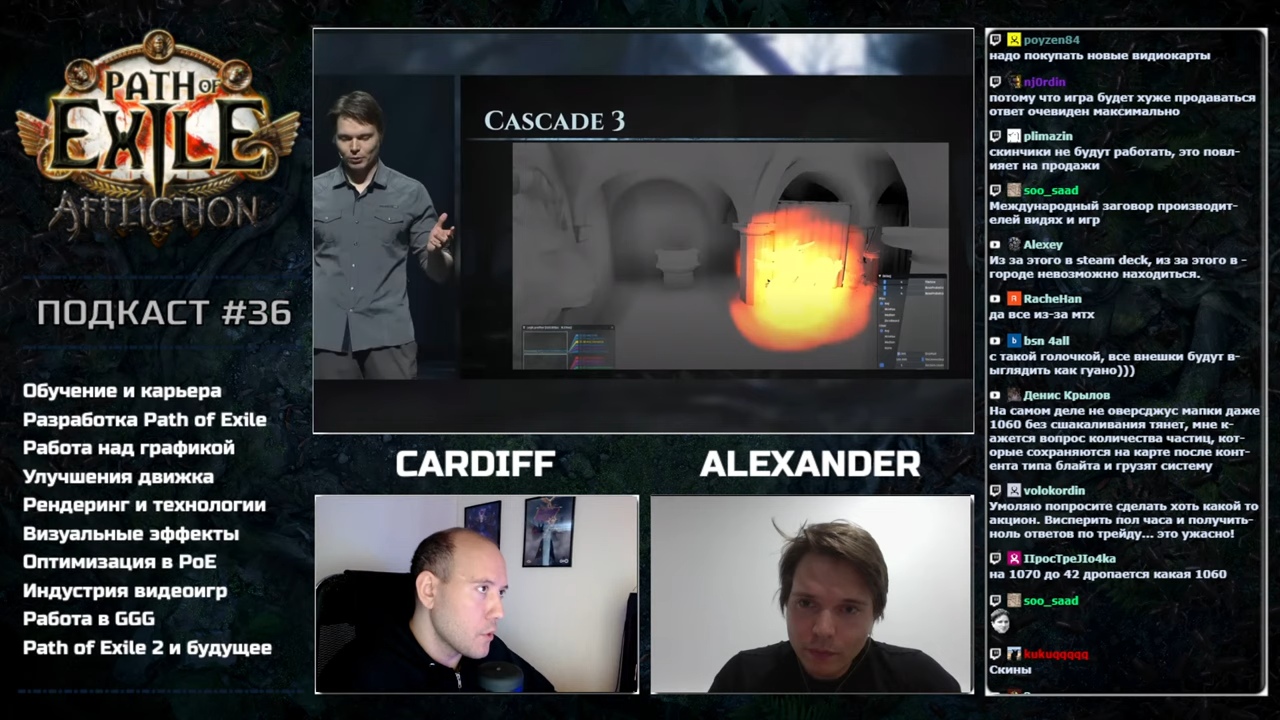 PATH OF
EXILE
AFFLICTION
ПОДКАСТ #36
Обучение и карьера
Разработка Path of Exile
Работа над графикой
Улучшения движка
Рендеринг и технологии
Визуальные эффекты
Оптимизация в PoE
Индустрия видеоигр
Работа в GGG
Path of Exile 2 и будущее
CASCADE 3
CARDIFF
ALEXANDER
poyzen84
надо покупать новые видиокарты
nj0rdin
потому что игра будет хуже продаваться
ответ очевиден максимально
plimazin
скинчики не будут работать, это повл-
ияет на продажи
soo_saad
Международный заговор производит-
елей видях и игр
Alexey
Из за этого в steam deck, из за этого в -
городе невозможно находиться.
RacheHan
да все из-за мтх
bsn 4all
с такой голочкой, все внешки будут в-
ыглядить как гуано)))
Денис Крылов
На самом деле не оверсджус мапки даже
1060 без сшакаливания тянет, мне к-
ажется вопрос количества частиц, кот-
орые сохраняются на карте после конт-
ента типа блайта и грузят систему
volokordin
Умоляю попросите сделать хоть какой то
акцион. Висперить пол часа и получить-
ноль ответов по трейду... это ужасно!
IIpocTpeJIo4ka
на 1070 до 42 дропается какая 1060
soo_saad
kukuqqqqq
Скины